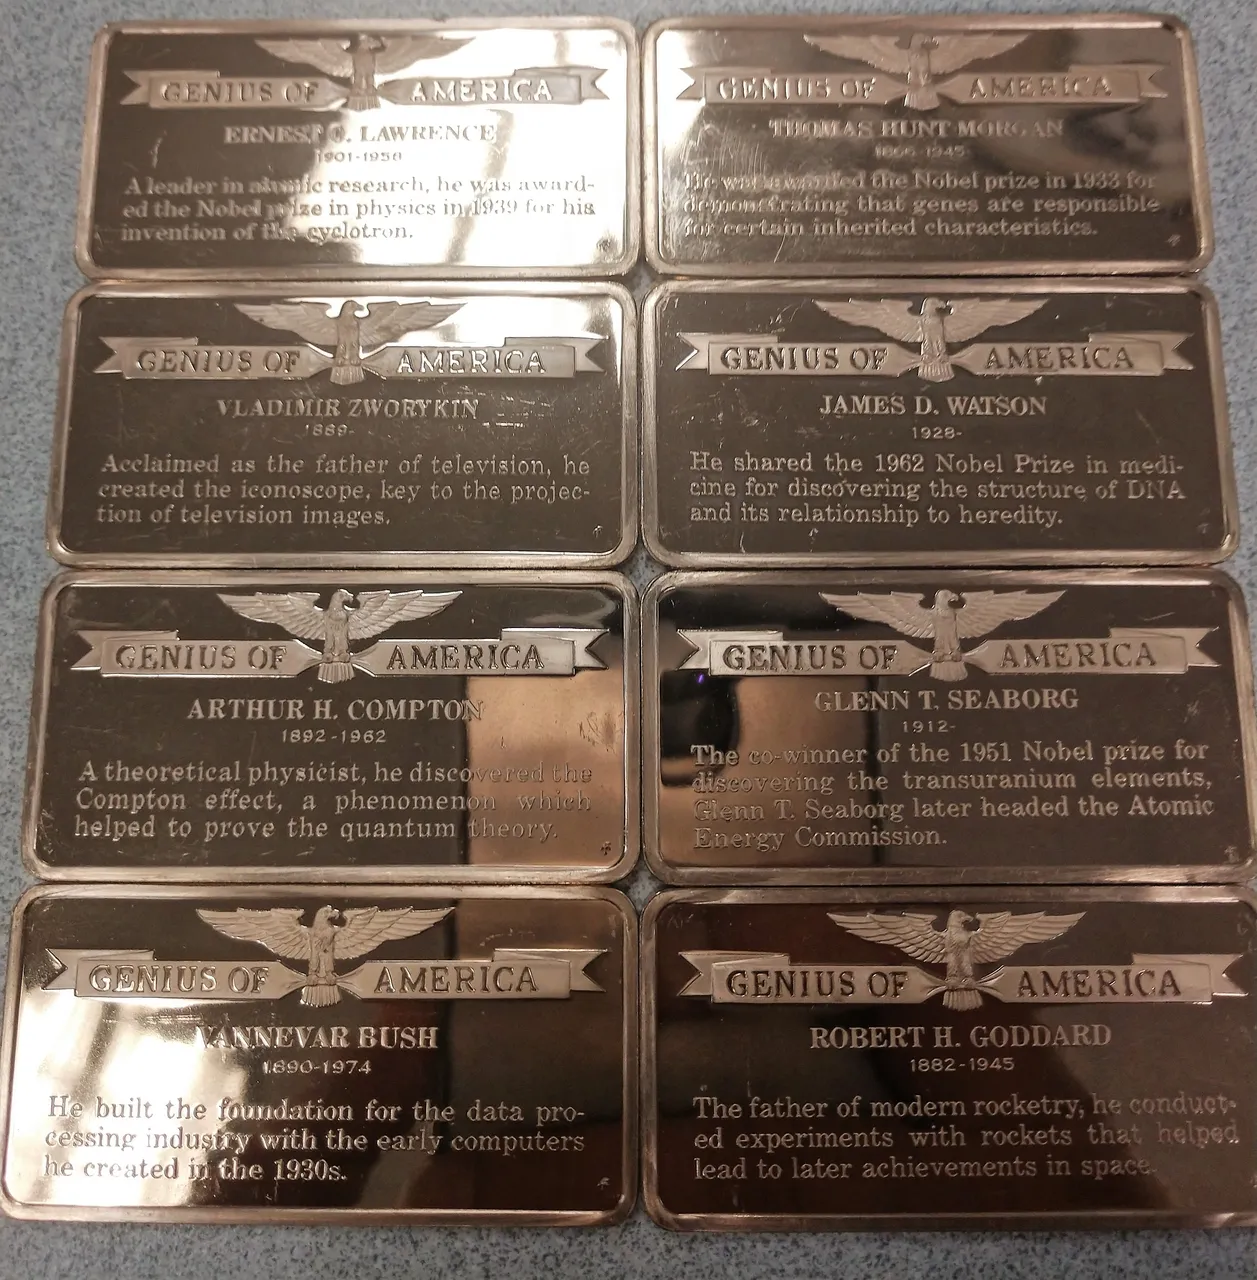 GENIUS OF AMERICA
ERNEST O. LAWRENCE
1901-1958
A leader in atomic research, he was award-
ed the Nobel prize in physics in 1939 for his
invention of the cyclotron.
GENIUS OF AMERICA
THOMAS HUNT MORGAN
1866-1945
He was awarded the Nobel prize in 1933 for
demonstrating that genes are responsible
for certain inherited characteristics.
GENIUS OF AMERICA
VLADIMIR ZWORYKIN
1889-
Acclaimed as the father of television, he
created the iconoscope, key to the projec-
tion of television images.
GENIUS OF AMERICA
JAMES D. WATSON
1928-
He shared the 1962 Nobel Prize in medi-
cine for discovering the structure of DNA
and its relationship to heredity.
GENIUS OF AMERICA
ARTHUR H. COMPTON
1892-1962
A theoretical physicist, he discovered the
Compton effect, a phenomenon which
helped to prove the quantum theory.
GENIUS OF AMERICA
GLENN T. SEABORG
1912-
The co-winner of the 1951 Nobel prize for
discovering the transuranium elements,
Glenn T. Seaborg later headed the Atomic
Energy Commission.
GENIUS OF AMERICA
VANNEVAR BUSH
1890-1974
He built the foundation for the data pro-
cessing industry with the early computers
he created in the 1930s.
GENIUS OF AMERICA
ROBERT H. GODDARD
1882-1945
The father of modern rocketry, he conduct-
ed experiments with rockets that helped
lead to later achievements in space.